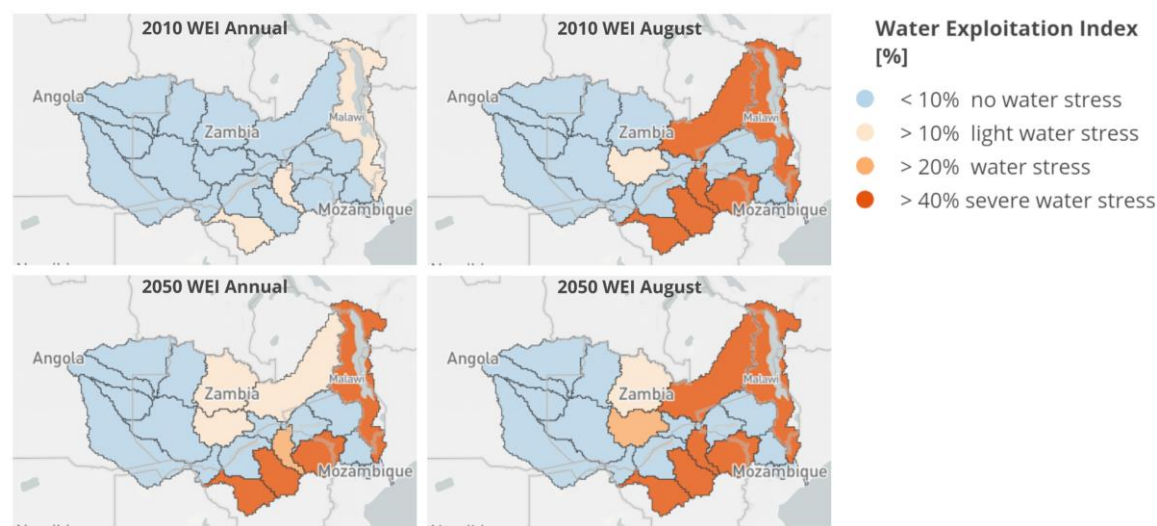 2010 WEI Annual
Angola
Zambia
Malawi
Mozambique
2010 WEI August
Zambia
Malawi
Mozambique
Water Exploitation Index
[%]
< 10% no water stress
> 10% light water stress
> 20% water stress
> 40% severe water stress
2050 WEI Annual
Angola
Zambia
Malawi
Mozambique
2050 WEI August
Angola
Zambia
Malawi
Mozambique